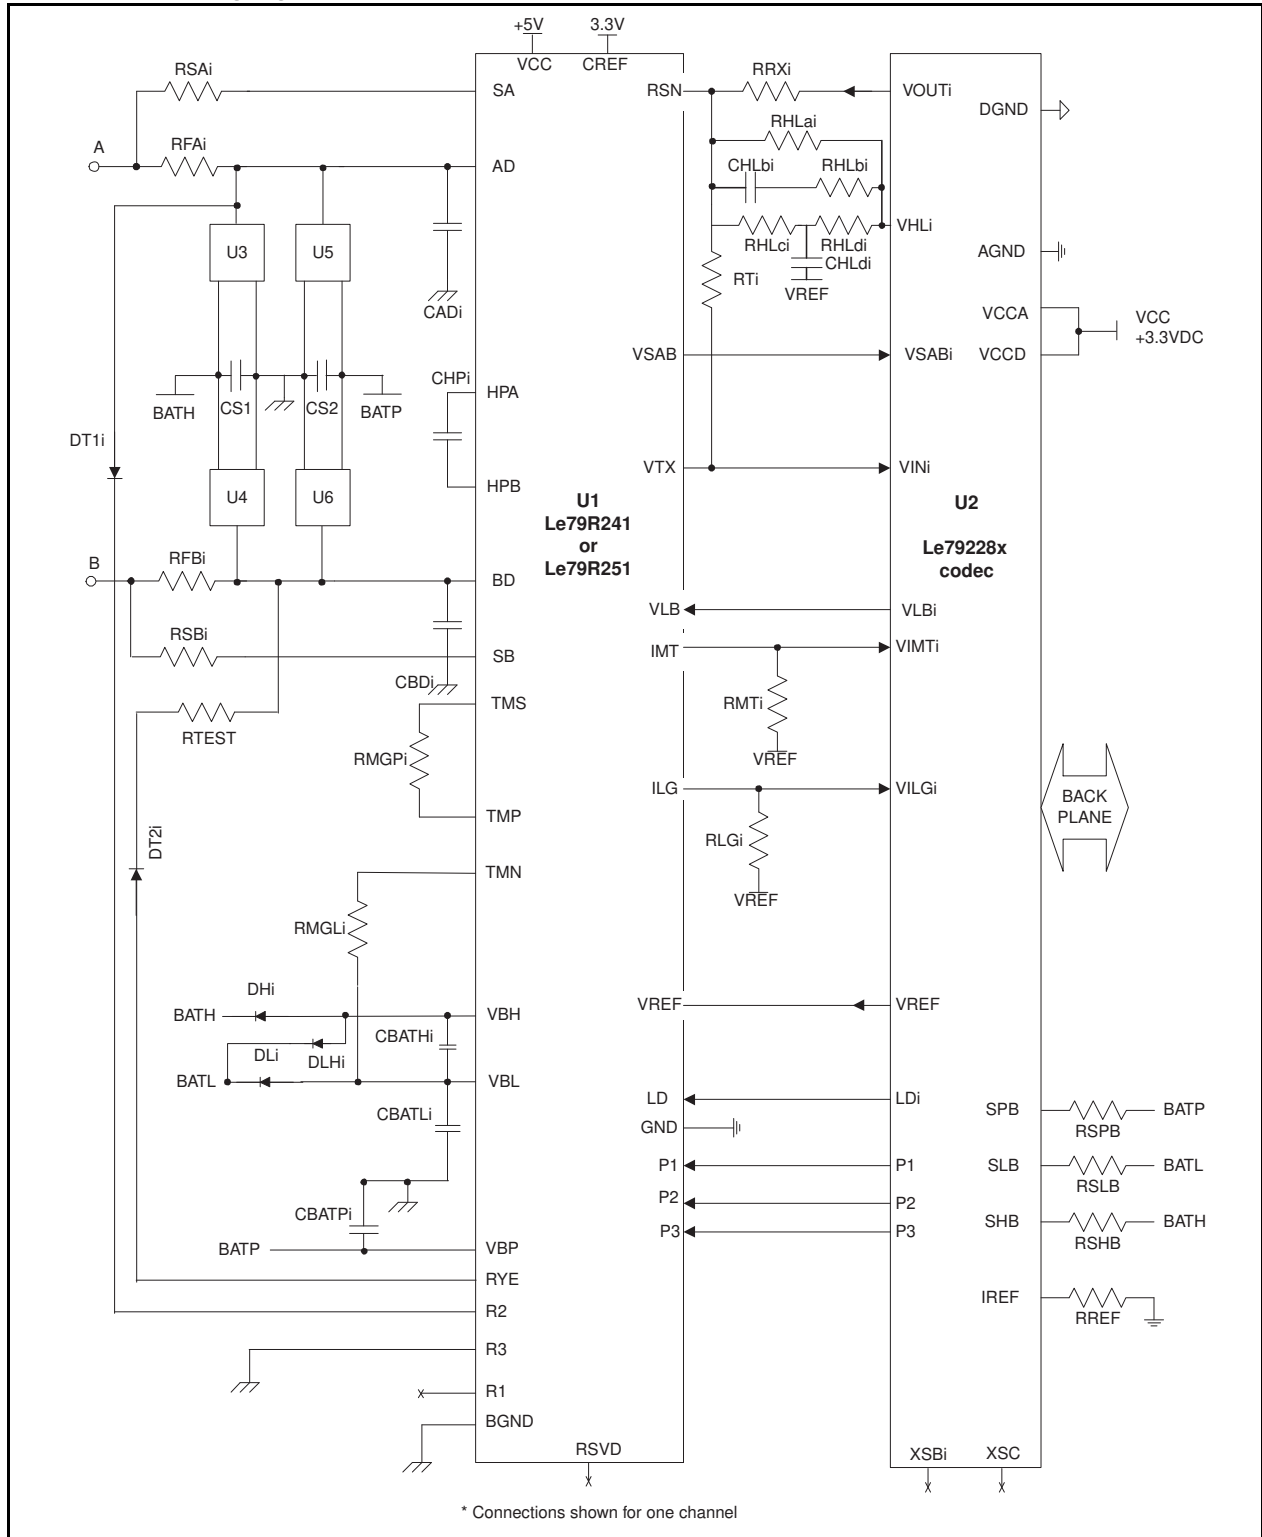 +5V 3.3V
VCC CREF
RSAi SA RSN RRXi VOUTi
DGND
RHLai
A RFAi AD
CHLbi RHLbi
VHLi
U3 U5
RHLci RHLdi
AGND
CHLdi
RTi
VREF
CADi
VCCA
VCC
+3.3VDC
VSAB VSABi VCCD
CHPi HPA
BATH CS1 CS2 BATP
DT1i
VTX VINi
HPB
U4 U6
U1
Le79R241
or
Le79R251
U2
Le79228x
codec
B RFBi BD
VLB VLBi
RSBi
IMT VIMTi
SB
CBDi
TMS
RTEST
RMTi
RMGPi
VREF
ILG VILGi
BACK
PLANE
TMP
DT2i
RLGi
TMN
VREF
RMGLi
DHi
BATH VBH VREF VREF
CBATHi
DLi DLHi
BATL VBL
LD LDi
CBATLi
SPB RSPB BATP
GND
P1 P1 SLB RSLB BATL
P2 P2
CBATPi
SHB RSHB BATH
P3 P3
BATP VBP
RYE
IREF RREF
R2
R3
R1
BGND
RSVD
XSBi XSC
* Connections shown for one channel